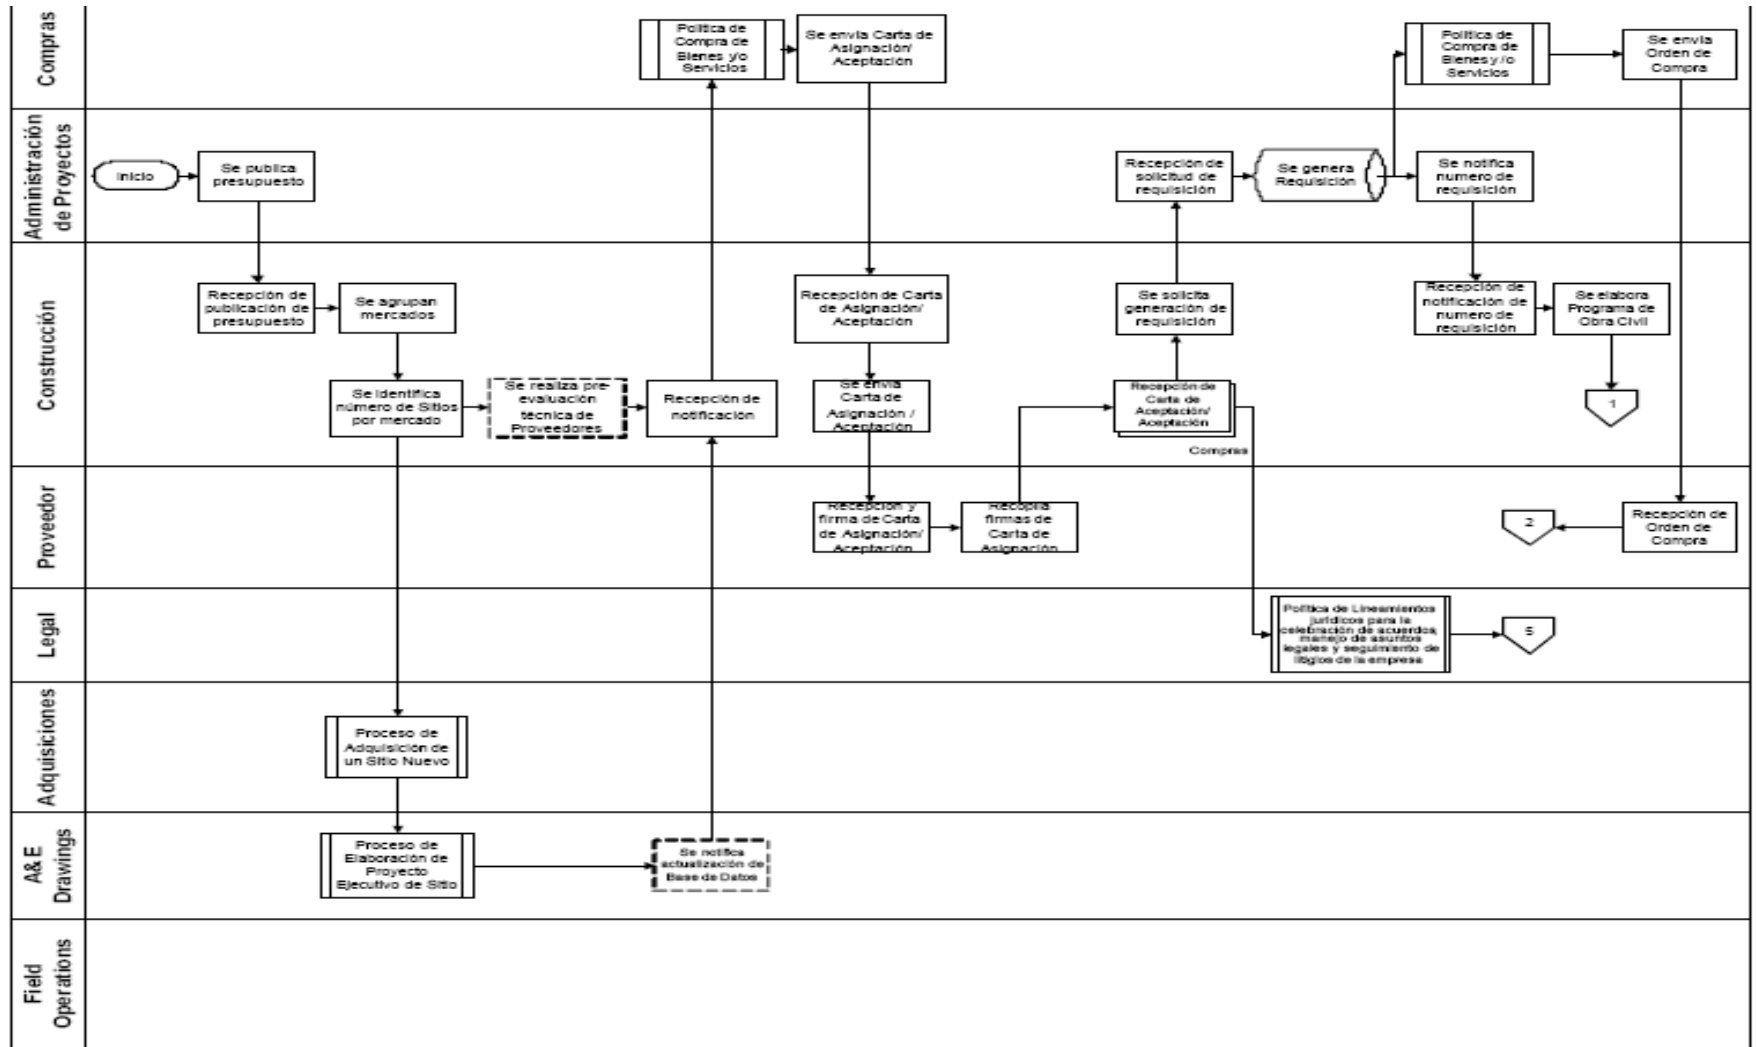 Compras
Política de
Compra de
Bienes y/o
Servicios
Se envía Carta de
Asignación/
Aceptación
Política de
Compra de
Bienes y /o
Servicios
Se envía
Orden de
Compra
Administración
de Proyectos
Inicio
Se publica
presupuesto
Recepción de
solicitud de
requisición
Se genera
Requisición
Se notifica
numero de
requisición
Construcción
Recepción de
publicación de
presupuesto
Se agrupan
mercados
Recepción de Carta
de Asignación/
Aceptación
Se solicita
generación de
requisición
Recepción de
notificación de
numero de
requisición
Se elabora
Programa de
Obra Civil
Se identifica
número de Sitios
por mercado
Se realiza pre-
evaluación
técnica de
Proveedores
Recepción de
notificación
Se envía
Carta de
Asignación /
Aceptación
Recepción de
Carta de
Aceptación/
Aceptación
Compras
1
Proveedor
Recepción y
firma de Carta
de Asignación/
Aceptación
Recopila
firmas de
Carta de
Asignación
2
Recepción de
Orden de
Compra
Legal
Política de Lineamientos
jurídicos para la
celebración de acuerdos,
manejo de asuntos
legales y seguimiento de
litigios de la empresa
5
Adquisiciones
Proceso de
Adquisición de
un Sitio Nuevo
A& E
Drawings
Proceso de
Elaboración de
Proyecto
Ejecutivo de Sitio
Se notifica
actualización de
Base de Datos
Field
Operations